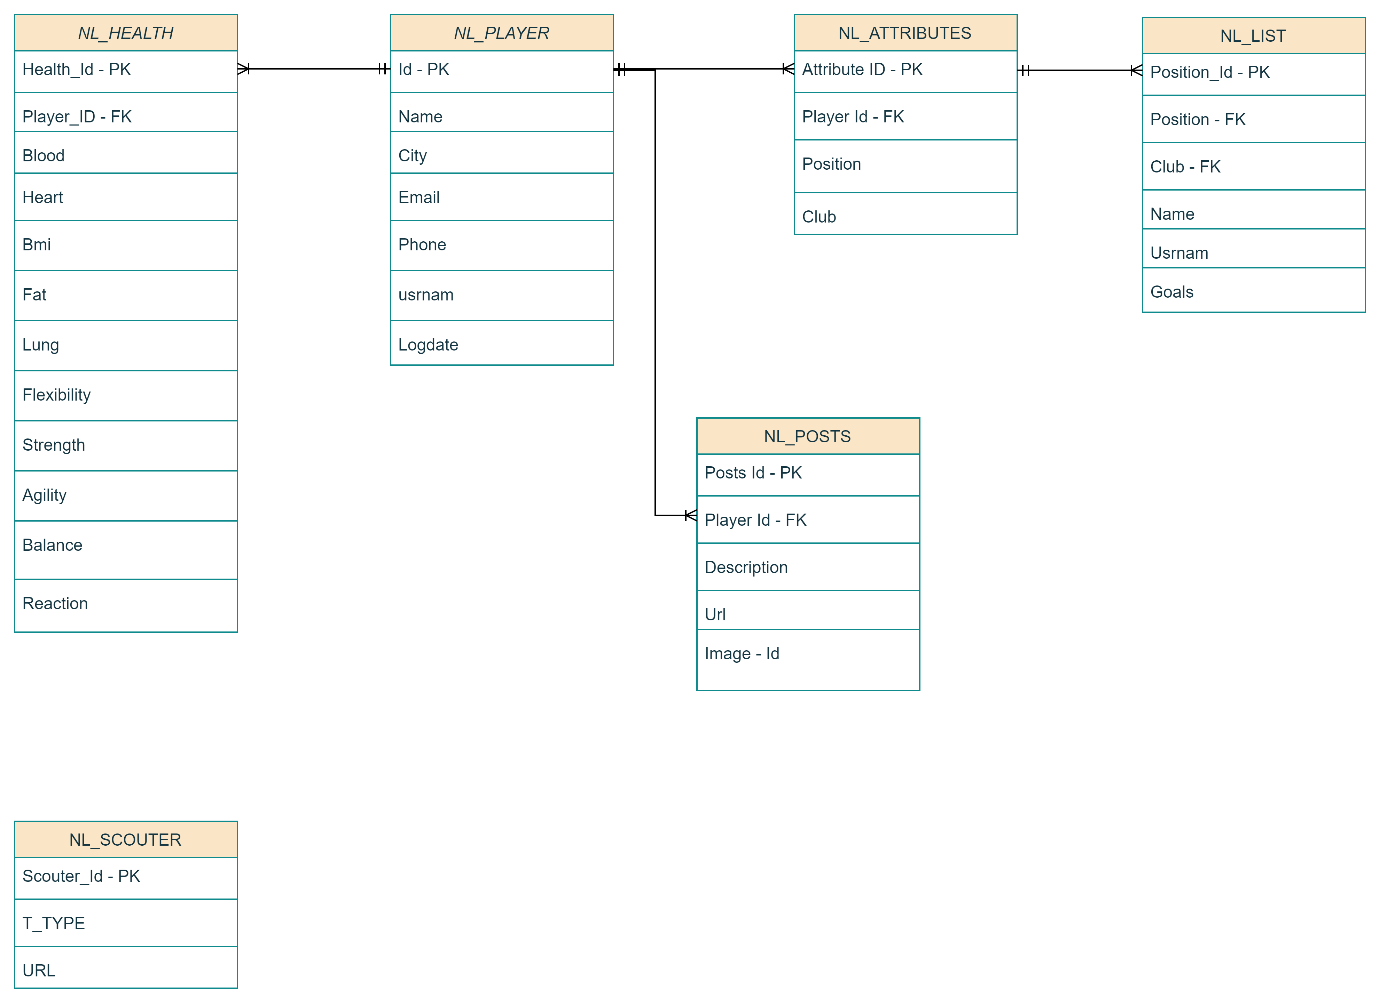 NL_HEALTH
Health_Id - PK
Player_ID - FK
Blood
Heart
Bmi
Fat
Lung
Flexibility
Strength
Agility
Balance
Reaction
NL_PLAYER
Id - PK
Name
City
Email
Phone
usrnam
Logdate
NL_ATTRIBUTES
Attribute ID - PK
Player Id - FK
Position
Club
NL_LIST
Position_Id - PK
Position - FK
Club - FK
Name
Usrnam
Goals
NL_POSTS
Posts Id - PK
Player Id - FK
Description
Url
Image - Id
NL_SCOUTER
Scouter_Id - PK
T_TYPE
URL